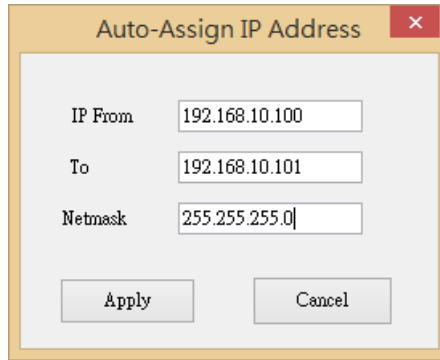 Auto-Assign IP Address
IP From 192.168.10.100
To 192.168.10.101
Netmask 255.255.255.0
Apply Cancel